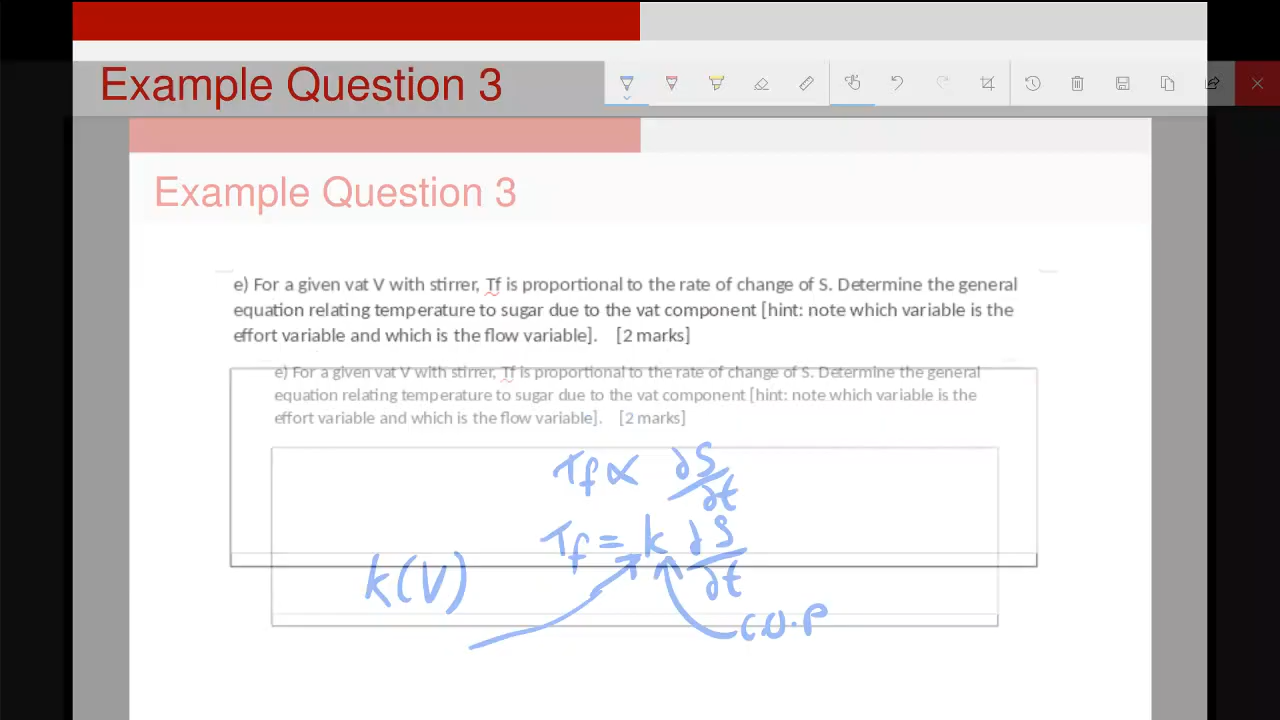 Example Question 3
Example Question 3
e) For a given vat V with stirrer, Tf is proportional to the rate of change of S. Determine the general
equation relating temperature to sugar due to the vat component [hint: note which variable is the
effort variable and which is the flow variable]. [2 marks]
e) For a given vat V with stirrer, Tf is proportional to the rate of change of S. Determine the general
equation relating temperature to sugar due to the vat component [hint: note which variable is the
effort variable and which is the flow variable]. [2 marks]
Tf ∝ ∂S/∂t
Tf = k ∂S/∂t
k(V)